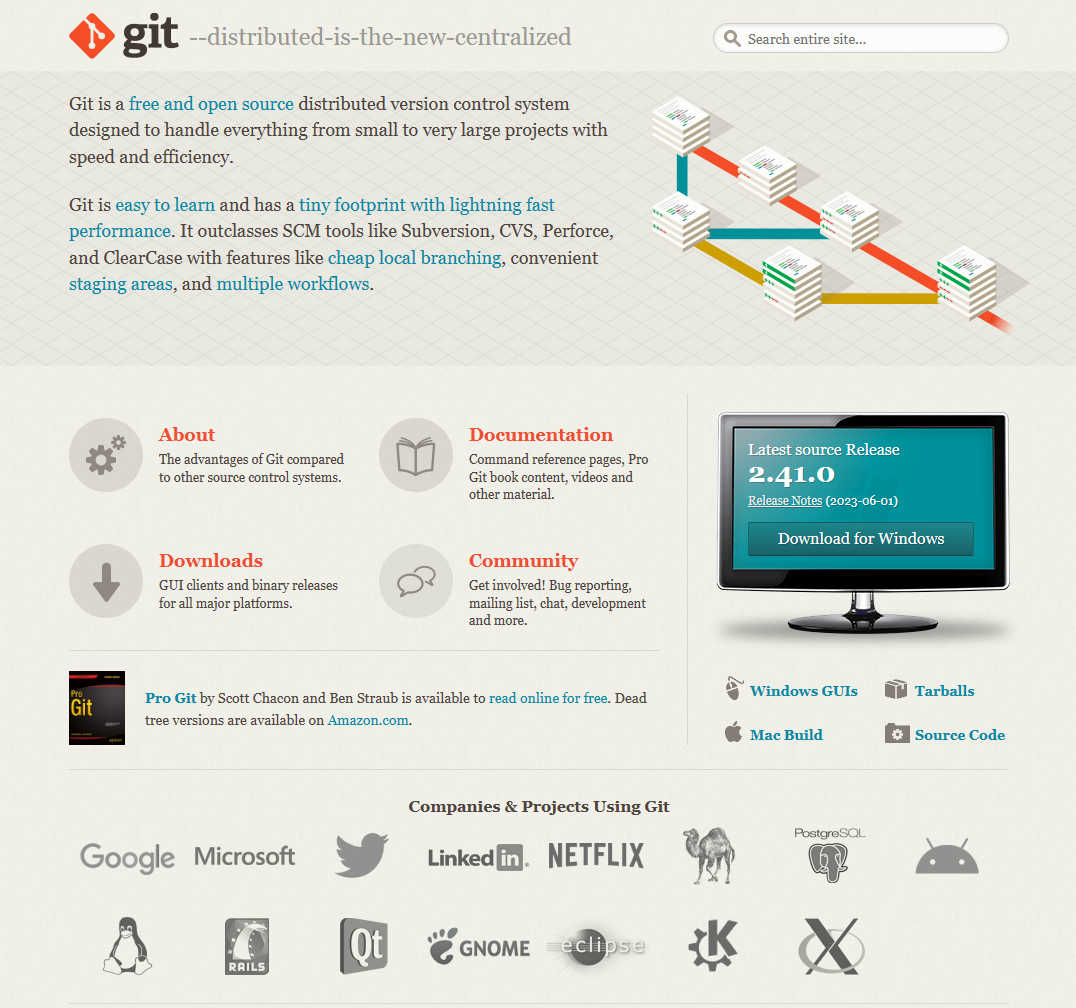 git --distributed-is-the-new-centralized
Search entire site...
Git is a free and open source distributed version control system
designed to handle everything from small to very large projects with
speed and efficiency.
Git is easy to learn and has a tiny footprint with lightning fast
performance. It outclasses SCM tools like Subversion, CVS, Perforce,
and ClearCase with features like cheap local branching, convenient
staging areas, and multiple workflows.
About
The advantages of Git compared
to other source control systems.
Documentation
Command reference pages, Pro
Git book content, videos and
other material.
Downloads
GUI clients and binary releases
for all major platforms.
Community
Get involved! Bug reporting,
mailing list, chat, development
and more.
Pro
Git
Pro Git by Scott Chacon and Ben Straub is available to read online for free. Dead
tree versions are available on Amazon.com.
Latest source Release
2.41.0
Release Notes (2023-06-01)
Download for Windows
Windows GUIs
Tarballs
Mac Build
Source Code
Companies & Projects Using Git
Google
Microsoft
Linked in
NETFLIX
PostgreSQL
RAILS
Qt
GNOME
eclipse
K
X